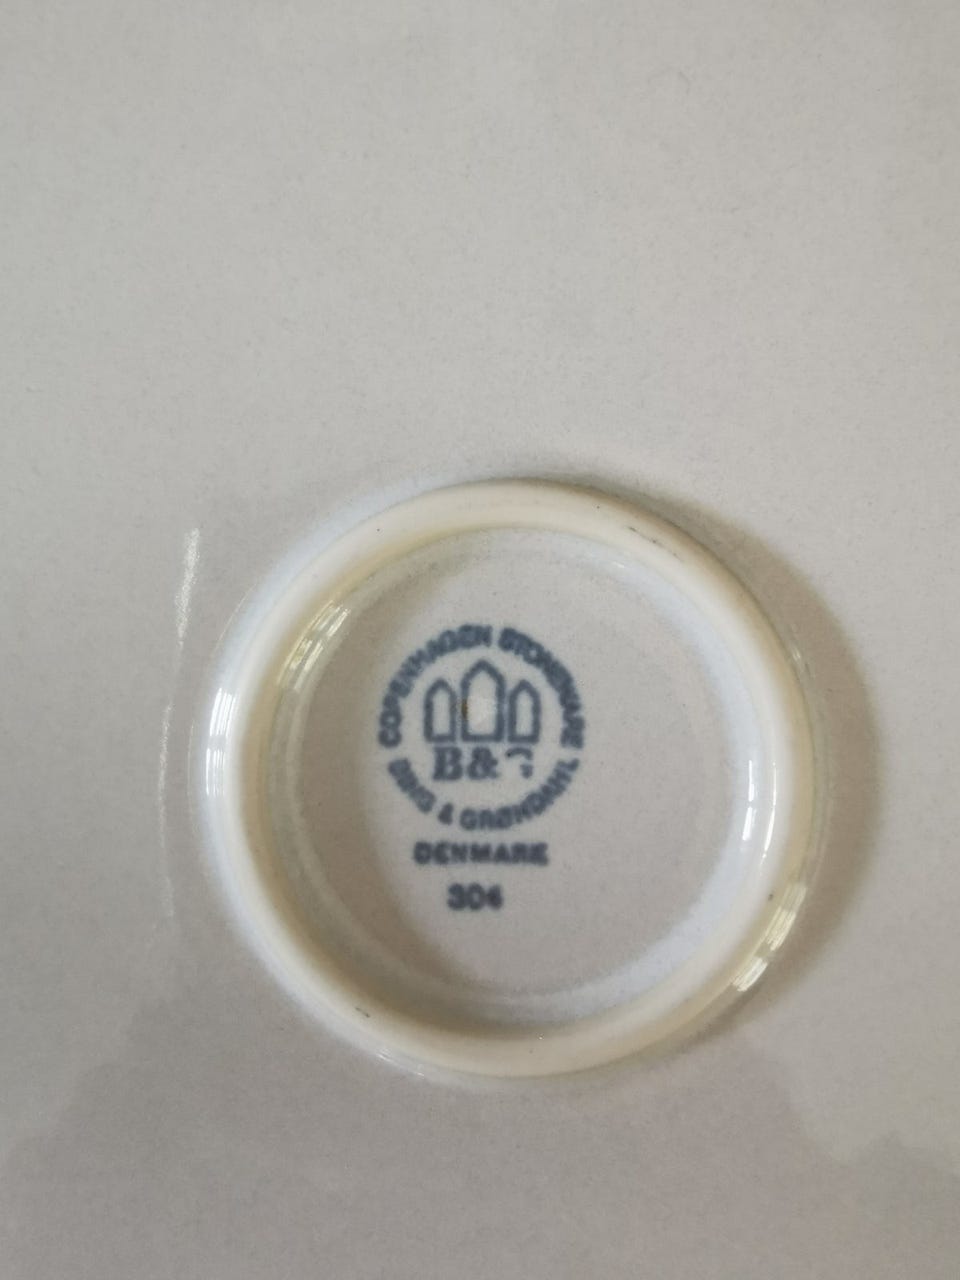 COPENHAGEN STONEWARE
B&G
BING & GRØNDAHL
DENMARK
304